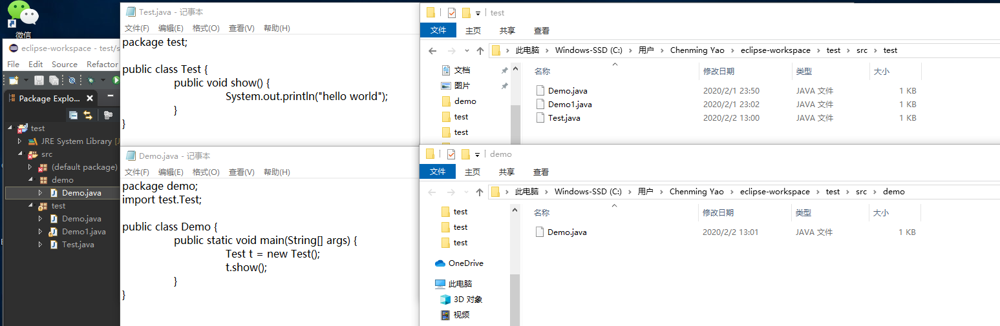 微信
eclipse-workspace - test/s
File Edit Source Refactor
Package Explo...
test
JRE System Library [J
src
(default package)
demo
Demo.java
test
Demo.java
Demo1.java
Test.java
Test.java - 记事本
文件(F) 编辑(E) 格式(O) 查看(V) 帮助(H)
package test;
public class Test {
public void show() {
System.out.println("hello world");
}
}
Demo.java - 记事本
文件(F) 编辑(E) 格式(O) 查看(V) 帮助(H)
package demo;
import test.Test;
public class Demo {
public static void main(String[] args) {
Test t = new Test();
t.show();
}
}
test
文件 主页 共享 查看
此电脑 › Windows-SSD (C:) › 用户 › Chenming Yao › eclipse-workspace › test › src › test
文档
图片
demo
test
test
名称 修改日期 类型 大小
Demo.java 2020/2/1 23:50 JAVA 文件 1 KB
Demo1.java 2020/2/1 23:02 JAVA 文件 1 KB
Test.java 2020/2/2 13:00 JAVA 文件 1 KB
demo
文件 主页 共享 查看
此电脑 › Windows-SSD (C:) › 用户 › Chenming Yao › eclipse-workspace › test › src › demo
test
test
test
OneDrive
此电脑
3D 对象
视频
名称 修改日期 类型 大小
Demo.java 2020/2/2 13:01 JAVA 文件 1 KB